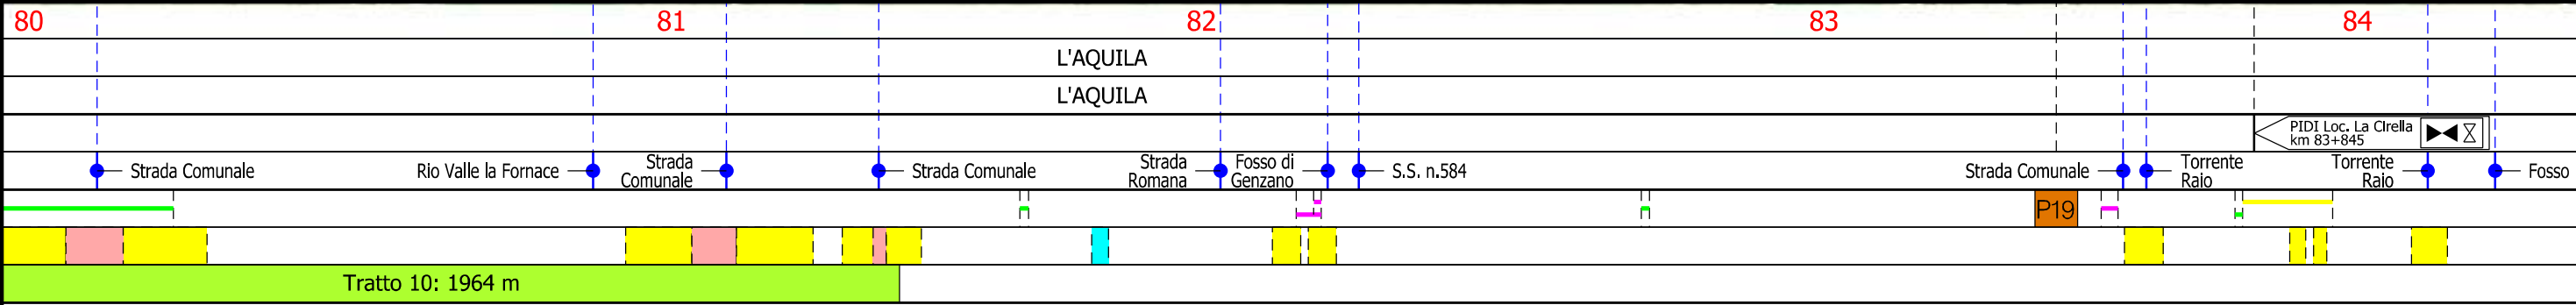 80 81 82 83 84
L'AQUILA
L'AQUILA
PIDI Loc. La Cirella
km 83+845
Strada Comunale
Rio Valle la Fornace
Strada
Comunale
Strada Comunale
Strada
Romana
Fosso di
Genzano
S.S. n.584
Strada Comunale
Torrente
Raio
Torrente
Raio
Fosso
P19
Tratto 10: 1964 m